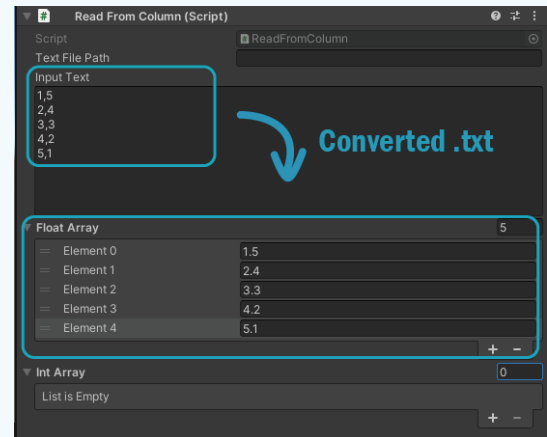 # Read From Column (Script)
Script ReadFromColumn
Text File Path
Input Text
1,5
2,4
3,3
4,2
5,1
Converted .txt
Float Array 5
Element 0 1.5
Element 1 2.4
Element 2 3.3
Element 3 4.2
Element 4 5.1
+ -
Int Array 0
List is Empty
+ -